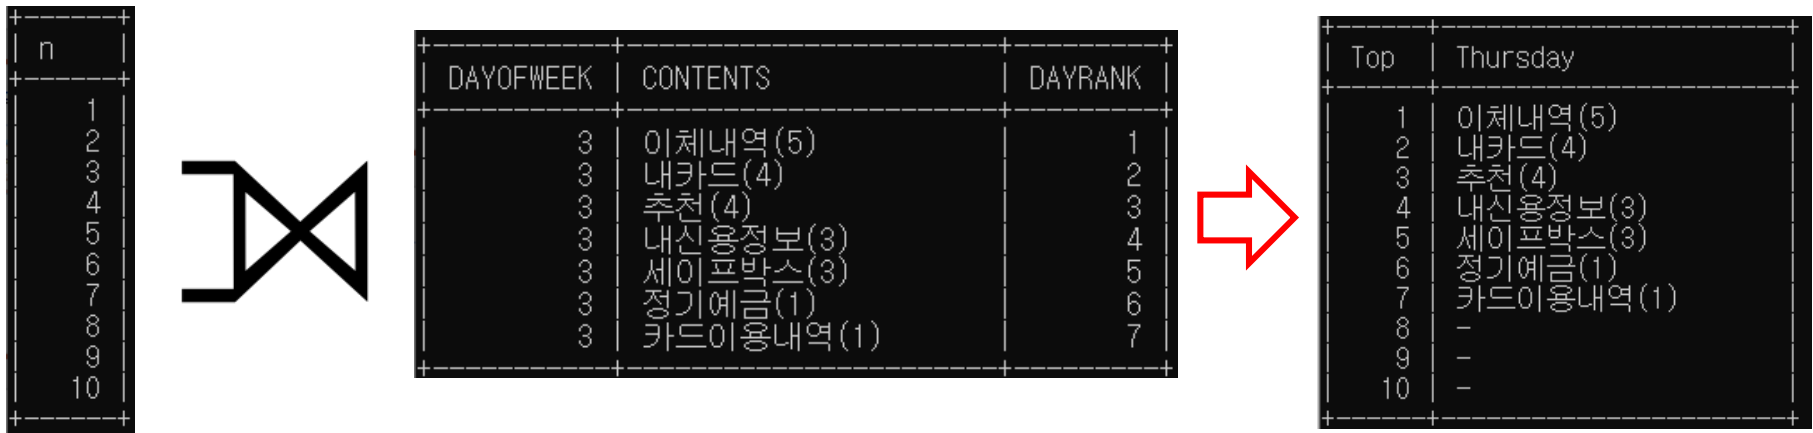 n
1
2
3
4
5
6
7
8
9
10
DAYOFWEEK CONTENTS DAYRANK
3 이체내역(5) 1
3 내카드(4) 2
3 추천(4) 3
3 내신용정보(3) 4
3 세이프박스(3) 5
3 정기예금(1) 6
3 카드이용내역(1) 7
Top Thursday
1 이체내역(5)
2 내카드(4)
3 추천(4)
4 내신용정보(3)
5 세이프박스(3)
6 정기예금(1)
7 카드이용내역(1)
8 -
9 -
10 -